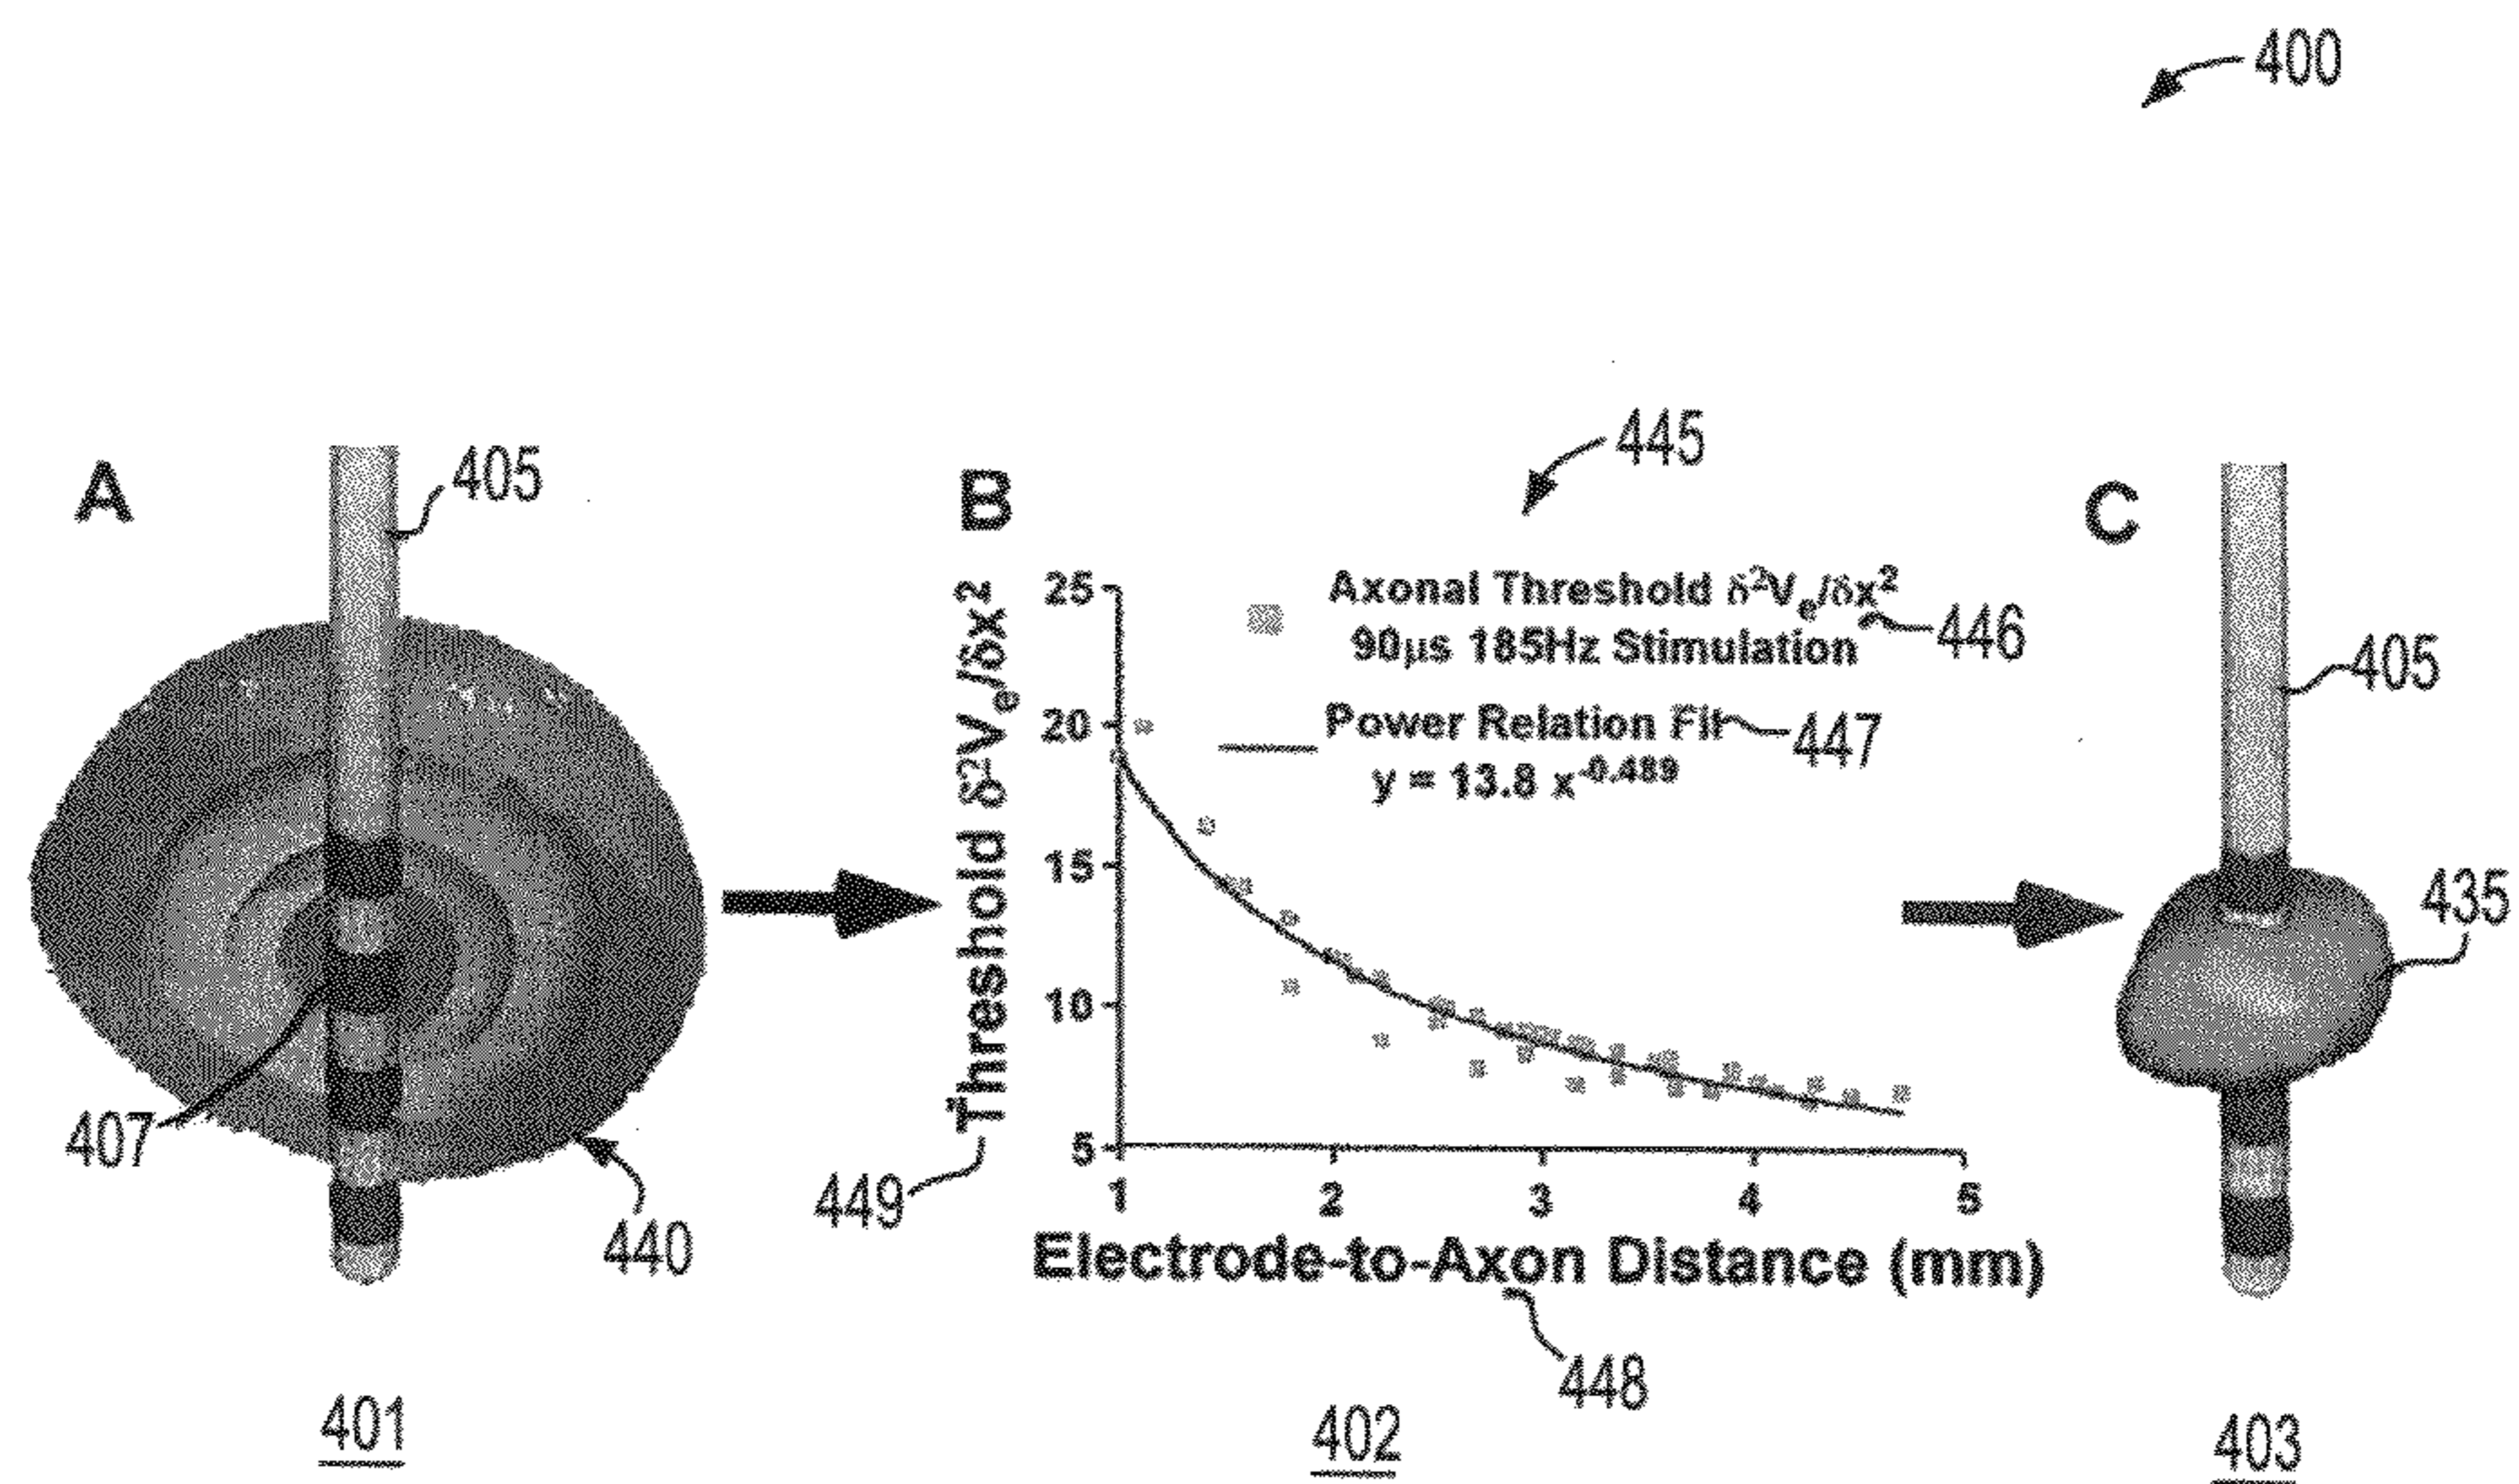 400
A
405
407
440
401
B
445
Threshold δ²Vₑ/δx²
449
25
20
15
10
5
Axonal Threshold δ²Vₑ/δx²
90μs 185Hz Stimulation
446
Power Relation Fit
447
y = 13.8 x⁻⁰·⁴⁸⁹
1 2 3 4 5
Electrode-to-Axon Distance (mm)
448
402
C
405
435
403